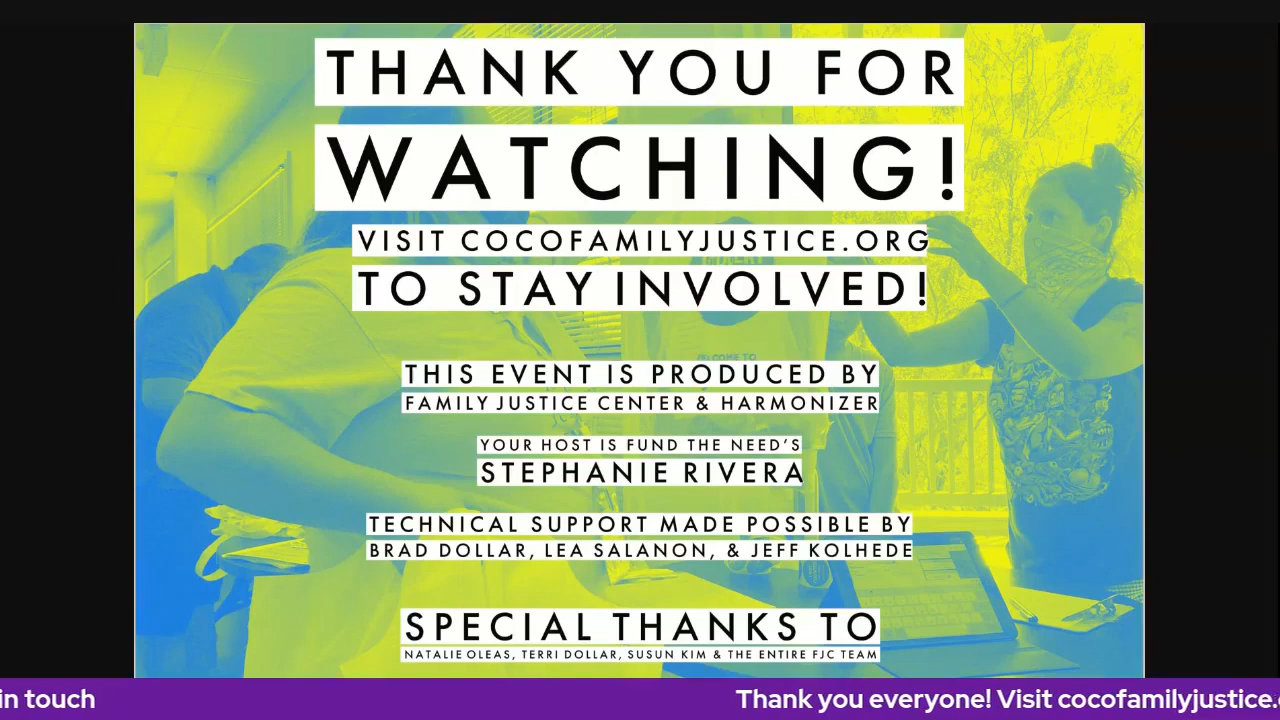 THANK YOU FOR
WATCHING!
VISIT COCOFAMILYJUSTICE.ORG
TO STAY INVOLVED!
WELCOME TO
THIS EVENT IS PRODUCED BY
FAMILY JUSTICE CENTER & HARMONIZER
YOUR HOST IS FUND THE NEED'S
STEPHANIE RIVERA
TECHNICAL SUPPORT MADE POSSIBLE BY
BRAD DOLLAR, LEA SALANON, & JEFF KOLHEDE
SPECIAL THANKS TO
NATALIE OLEAS, TERRI DOLLAR, SUSUN KIM & THE ENTIRE FJC TEAM
in touch
Thank you everyone! Visit cocofamilyjustice.